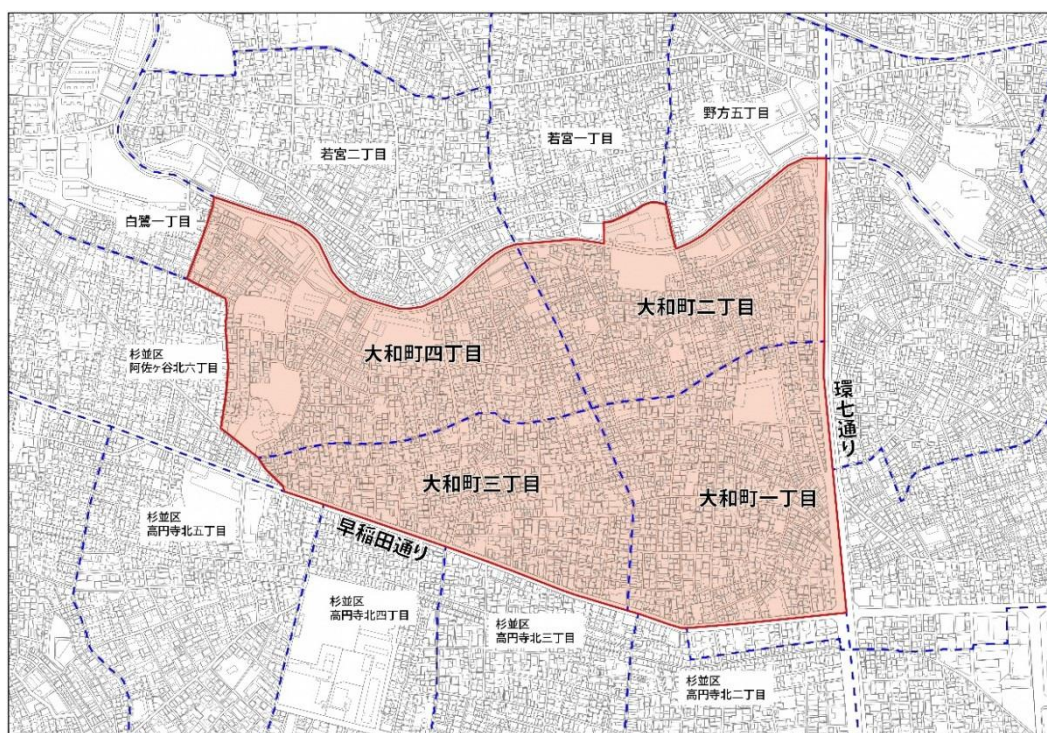 野方五丁目
若宮一丁目
若宮二丁目
白鷺一丁目
大和町二丁目
大和町四丁目
杉並区
阿佐ヶ谷北六丁目
環七通り
大和町三丁目
大和町一丁目
杉並区
高円寺北五丁目
早稲田通り
杉並区
高円寺北四丁目
杉並区
高円寺北三丁目
杉並区
高円寺北二丁目